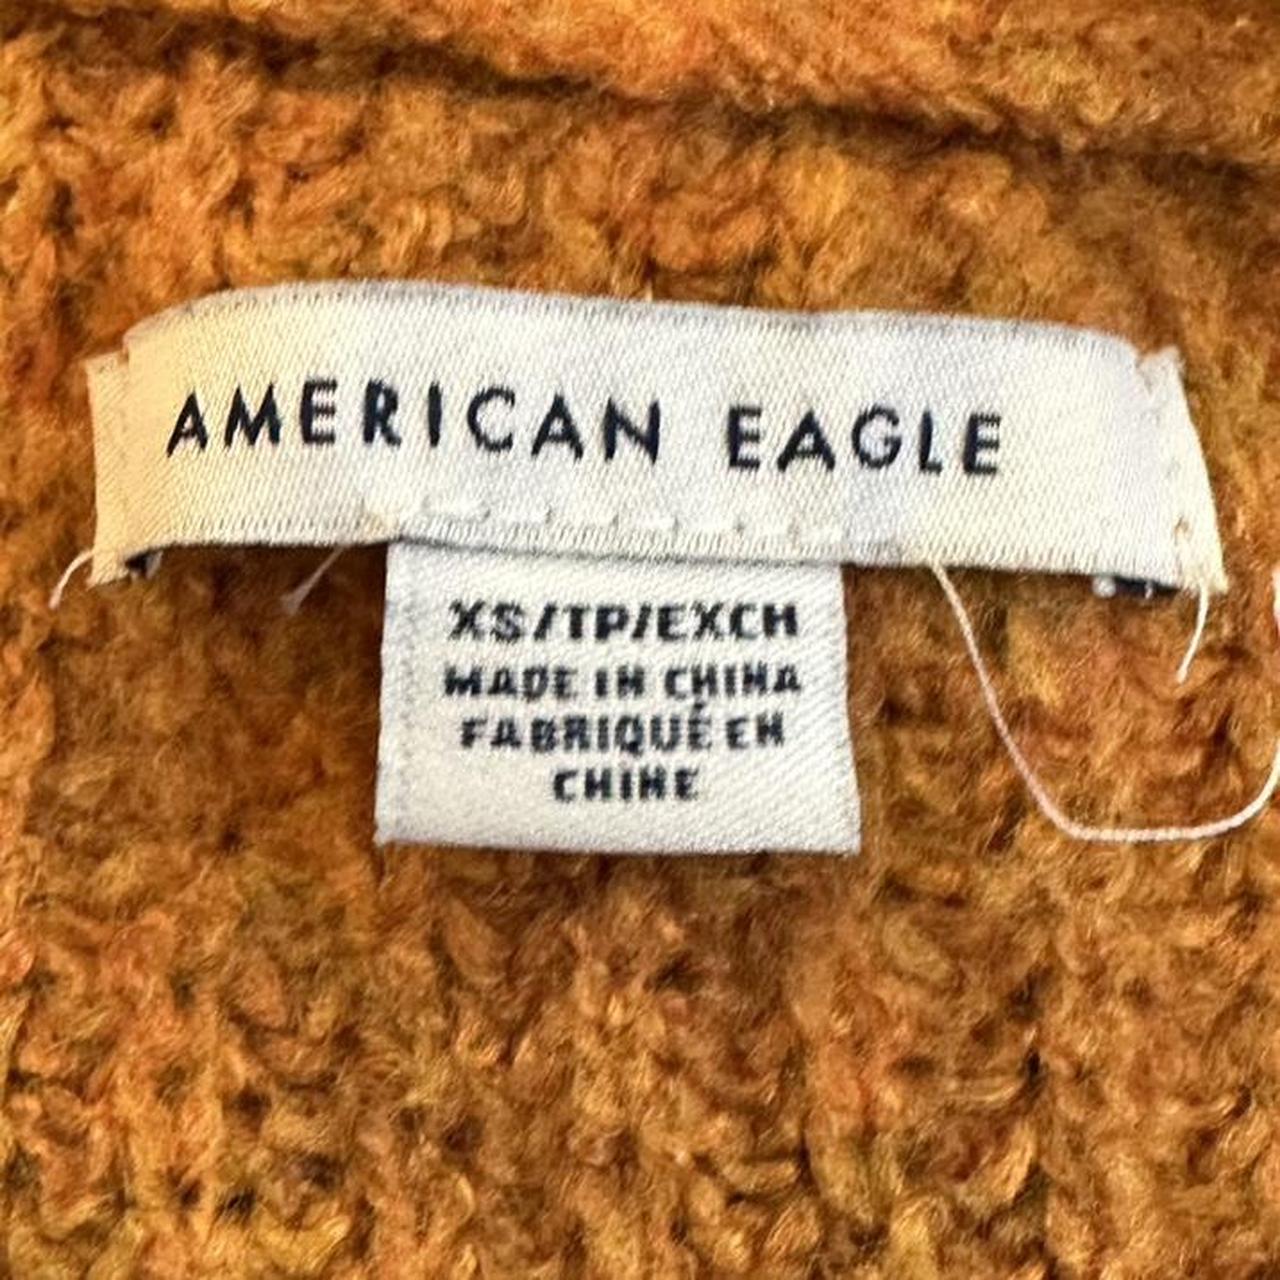 AMERICAN EAGLE
XS/TP/EXCH
MADE IN CHINA
FABRIQUÉ EN
CHINE